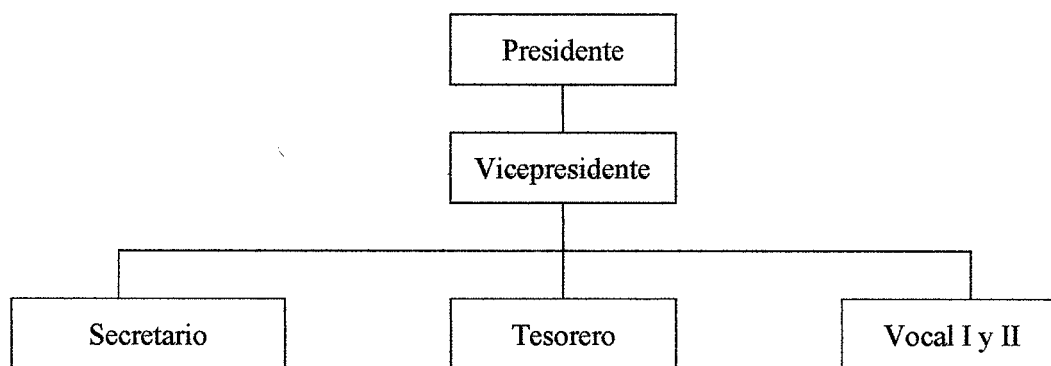 Presidente
Vicepresidente
Secretario
Tesorero
Vocal I y II